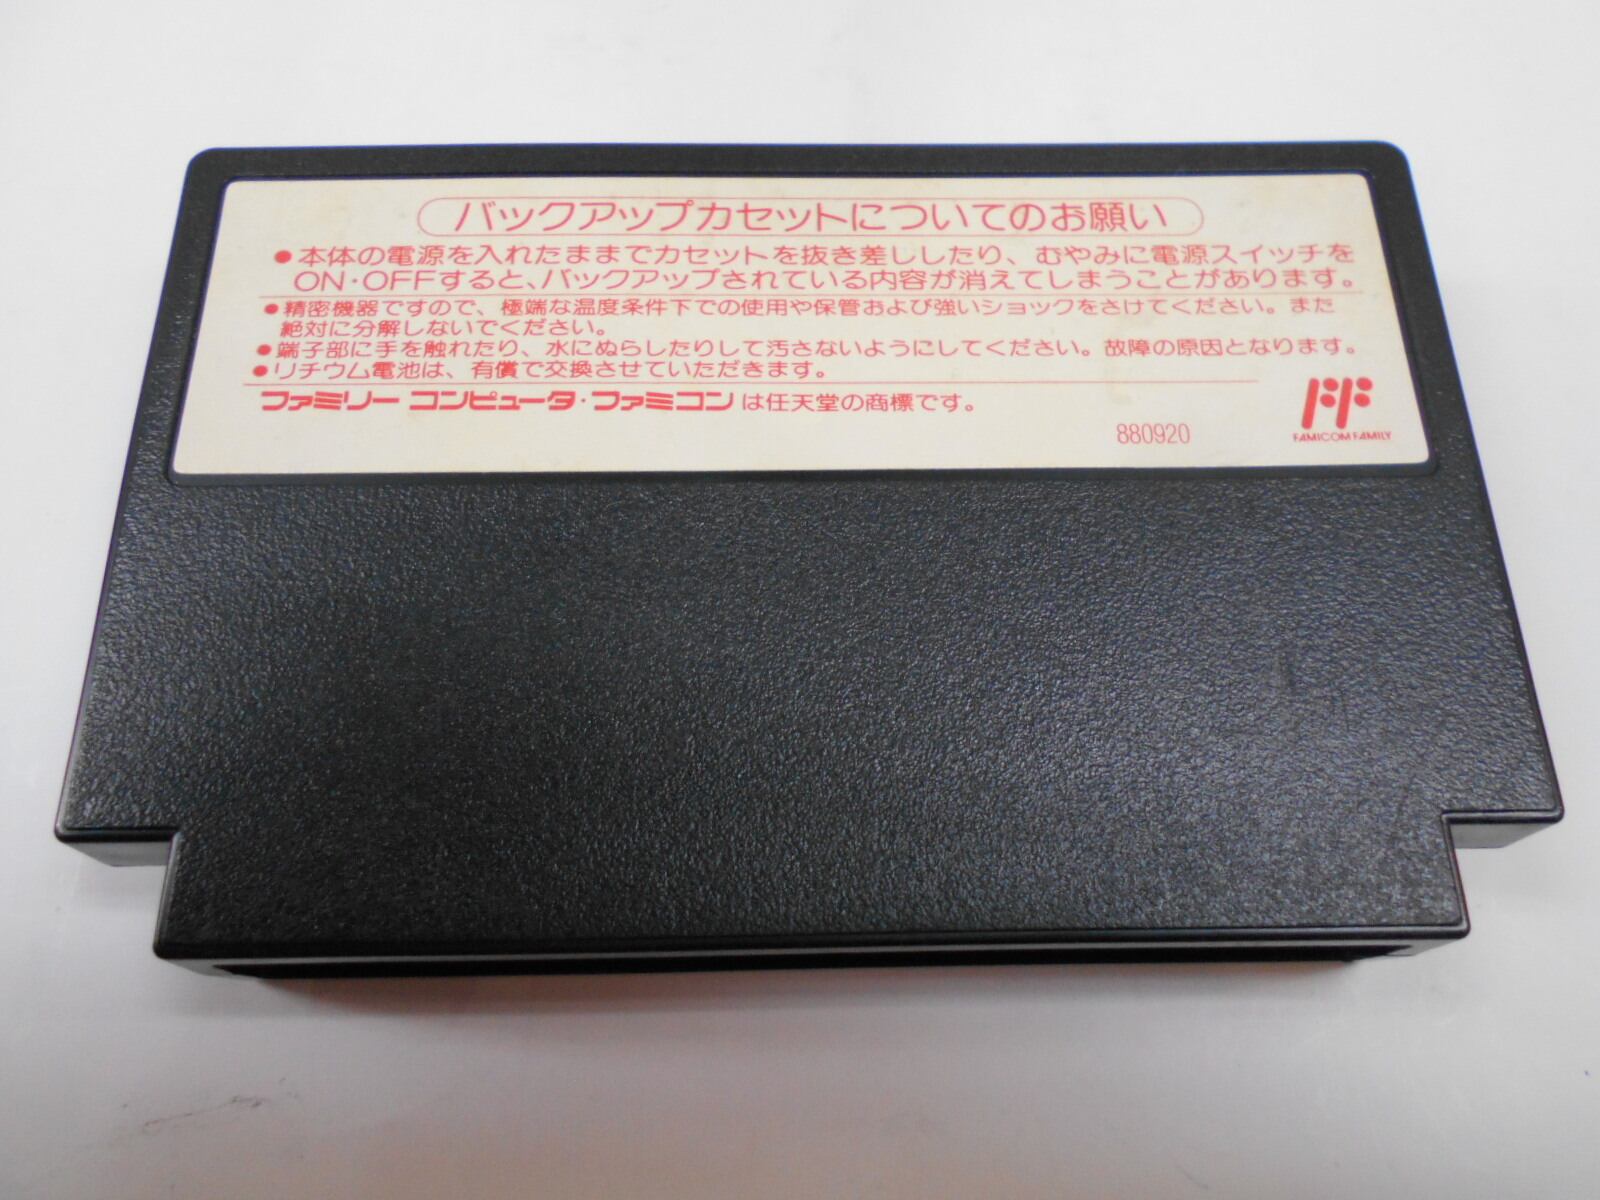 バックアップカセットについてのお願い
●本体の電源を入れたままでカセットを抜き差ししたり、むやみに電源スイッチを
ON・OFFすると、バックアップされている内容が消えてしまうことがあります。
●精密機器ですので、極端な温度条件下での使用や保管および強いショックをさけてください。また
絶対に分解しないでください。
●端子部に手を触れたり、水にぬらしたりして汚さないようにしてください。故障の原因となります。
●リチウム電池は、有償で交換させていただきます。
ファミリー コンピュータ・ファミコンは任天堂の商標です。
880920
FF
FAMICOM FAMILY